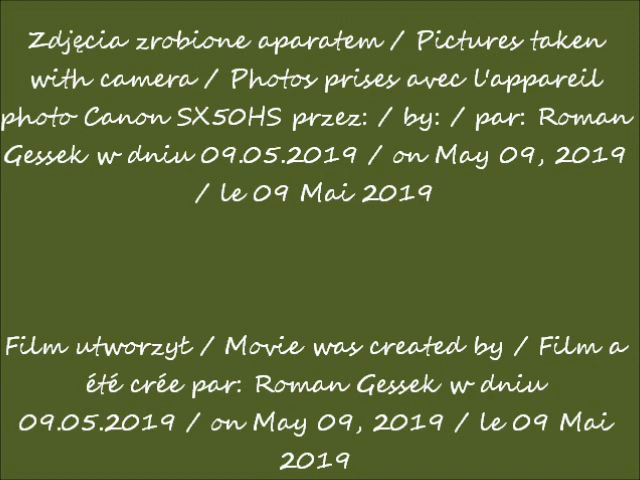 Zdjęcia zrobione aparatem / Pictures taken
with camera / Photos prises avec l'appareil
photo Canon SX50HS przez: / by: / par: Roman
Gessek w dniu 09.05.2019 / on May 09, 2019
/ le 09 Mai 2019
Film utworzył / Movie was created by / Film a
été crée par: Roman Gessek w dniu
09.05.2019 / on May 09, 2019 / le 09 Mai
2019